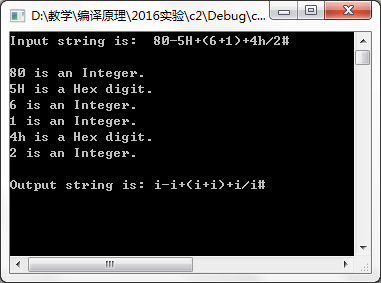 D:\教学\编译原理\2016实验\c2\Debug\c...
Input string is:  80-5H+(6+1)+4h/2#
80 is an Integer.
5H is a Hex digit.
6 is an Integer.
1 is an Integer.
4h is a Hex digit.
2 is an Integer.
Output string is: i-i+(i+i)+i/i#